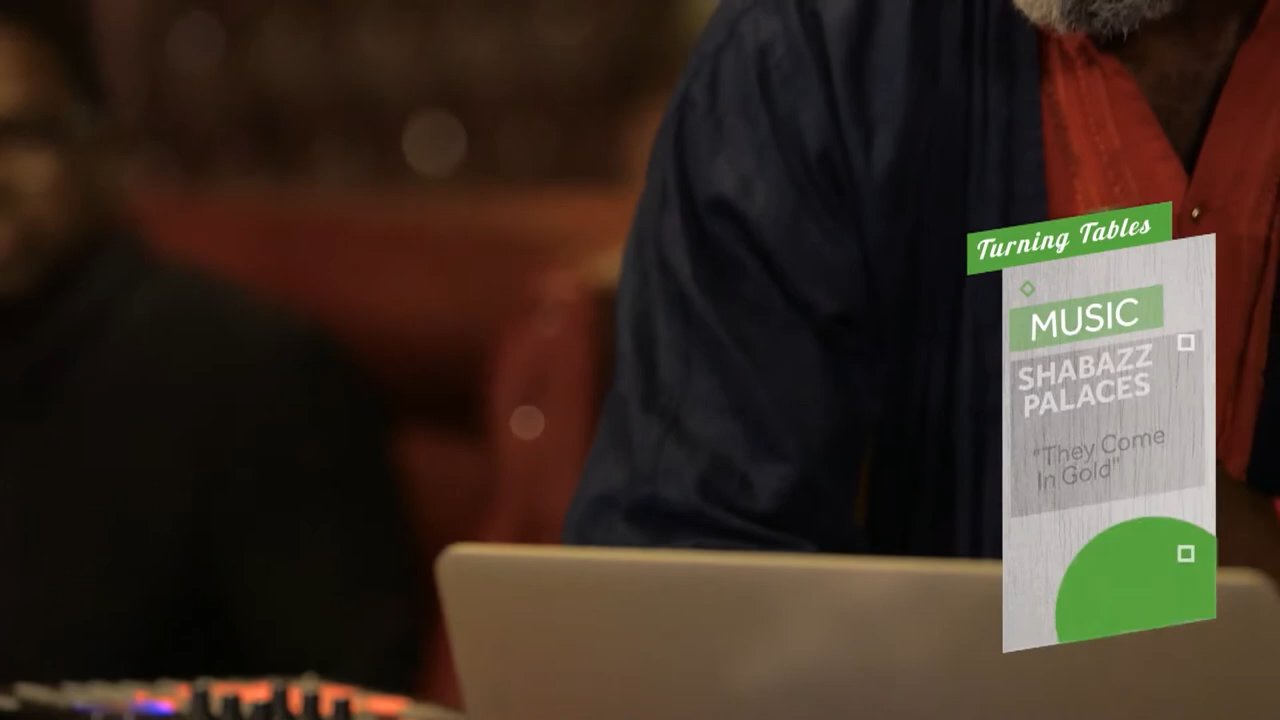 Turning Tables
MUSIC
SHABAZZ
PALACES
"They Come
In Gold"